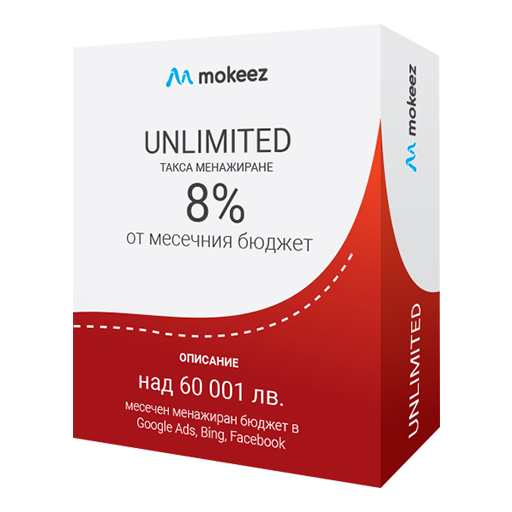 mokeez
UNLIMITED
ТАКСА МЕНАЖИРАНЕ
8%
от месечния бюджет
ОПИСАНИЕ
над 60 001 лв.
месечен менажиран бюджет в
Google Ads, Bing, Facebook
mokeez
UNLIMITED